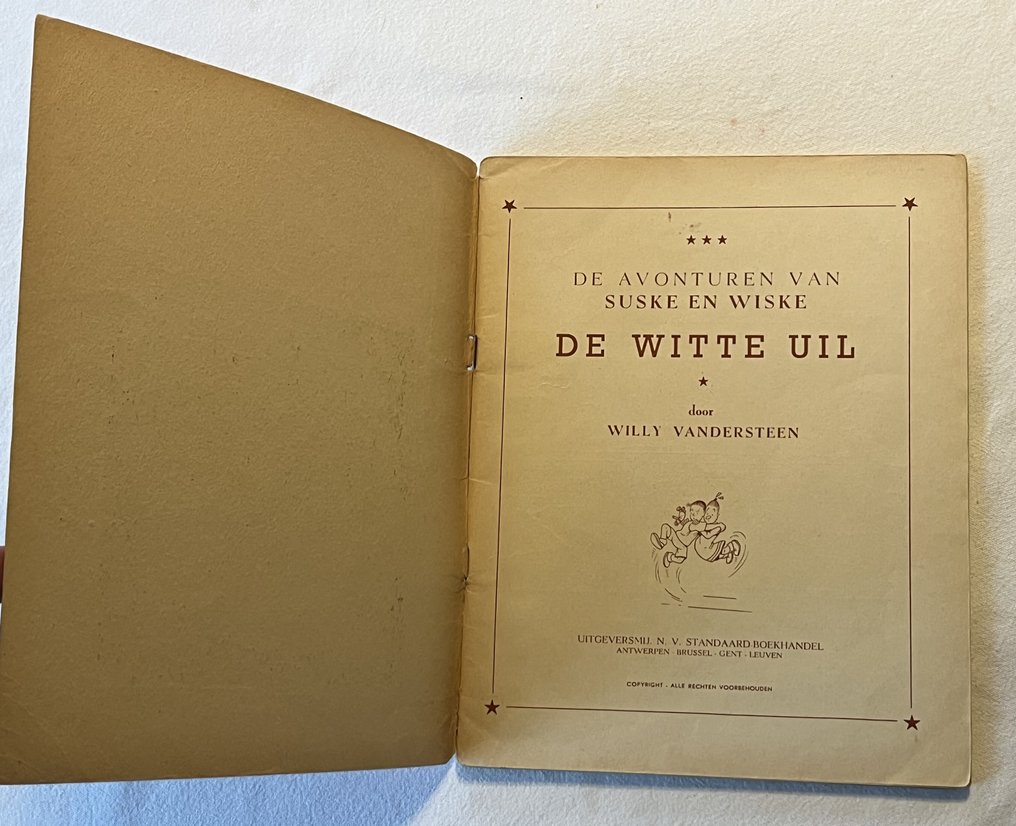 DE AVONTUREN VAN
SUSKE EN WISKE
DE WITTE UIL
door
WILLY VANDERSTEEN
UITGEVERSMIJ. N. V. STANDAARD-BOEKHANDEL
ANTWERPEN - BRUSSEL - GENT - LEUVEN
COPYRIGHT - ALLE RECHTEN VOORBEHOUDEN